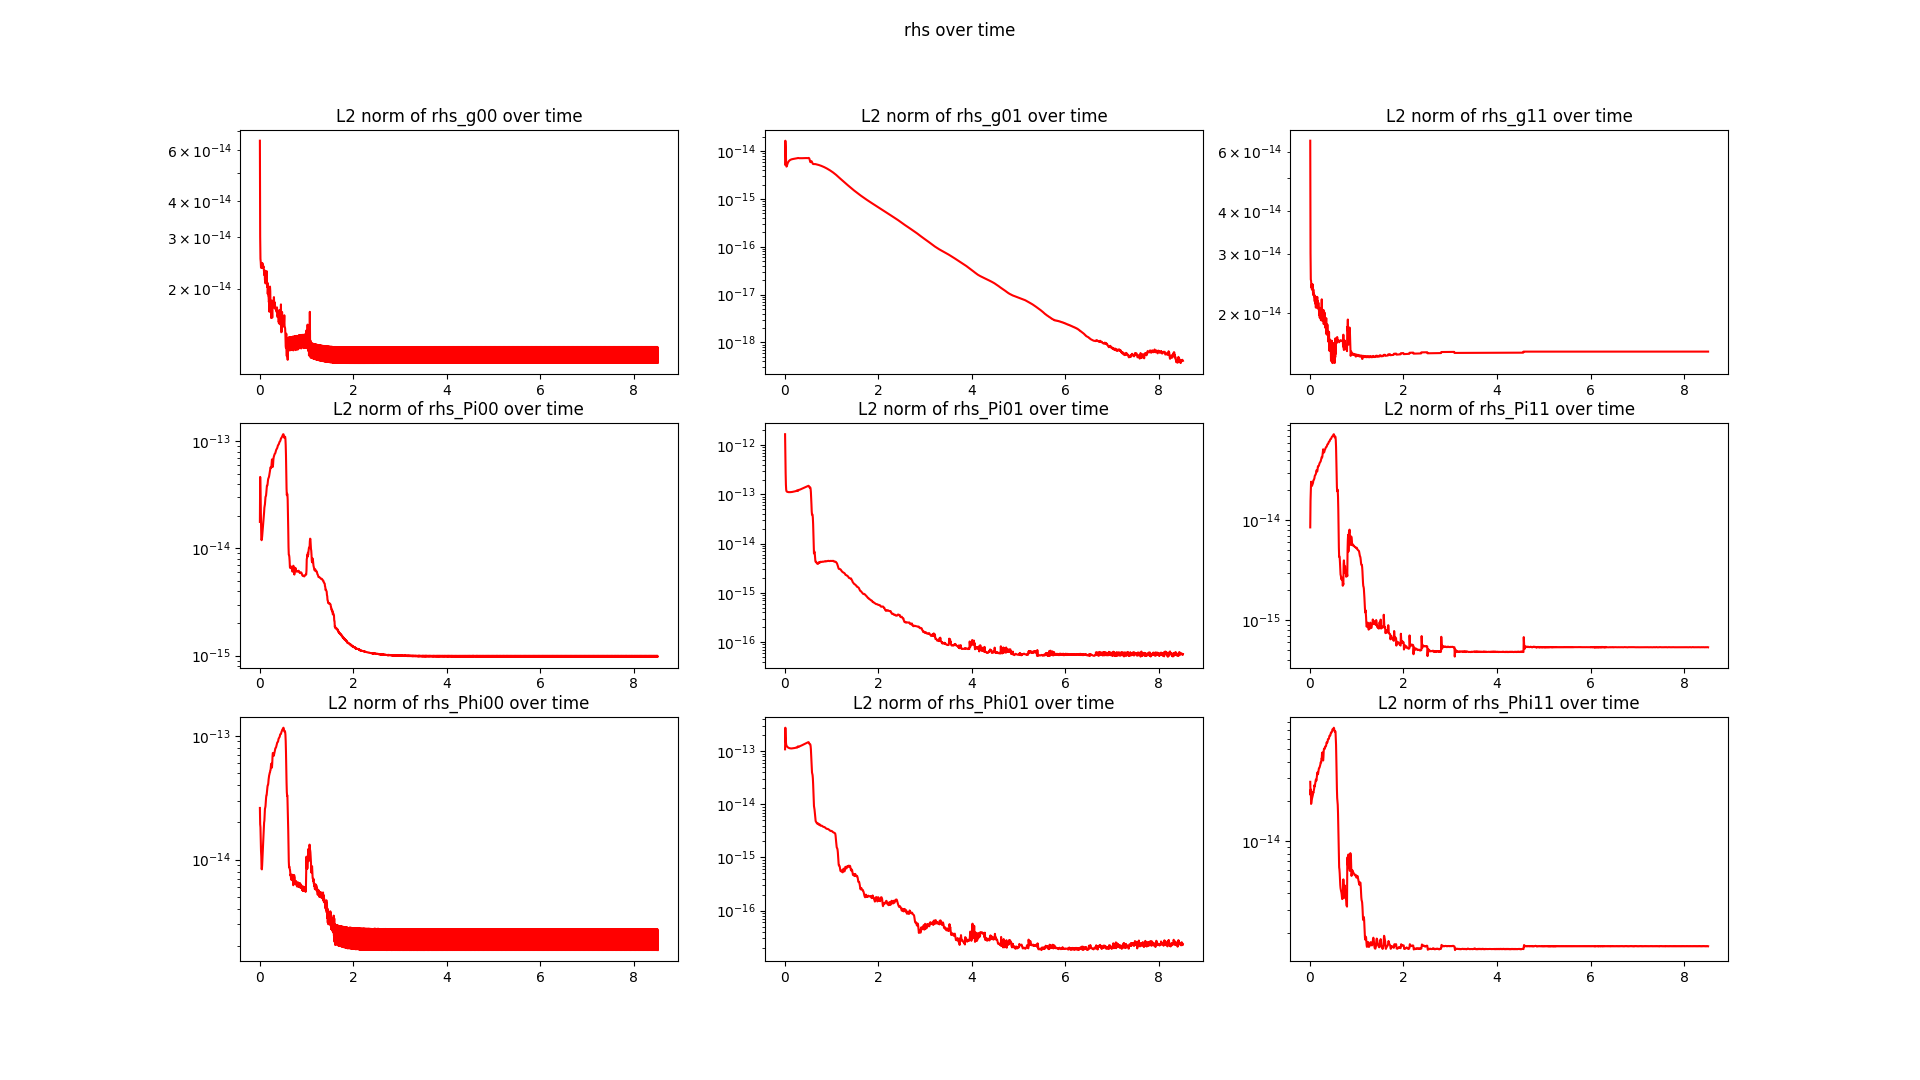 rhs over time
L2 norm of rhs_g00 over time
6 × 10⁻¹⁴
4 × 10⁻¹⁴
3 × 10⁻¹⁴
2 × 10⁻¹⁴
0 2 4 6 8
L2 norm of rhs_g01 over time
10⁻¹⁴
10⁻¹⁵
10⁻¹⁶
10⁻¹⁷
10⁻¹⁸
0 2 4 6 8
L2 norm of rhs_g11 over time
6 × 10⁻¹⁴
4 × 10⁻¹⁴
3 × 10⁻¹⁴
2 × 10⁻¹⁴
0 2 4 6 8
L2 norm of rhs_Pi00 over time
10⁻¹³
10⁻¹⁴
10⁻¹⁵
0 2 4 6 8
L2 norm of rhs_Pi01 over time
10⁻¹²
10⁻¹³
10⁻¹⁴
10⁻¹⁵
10⁻¹⁶
0 2 4 6 8
L2 norm of rhs_Pi11 over time
10⁻¹⁴
10⁻¹⁵
0 2 4 6 8
L2 norm of rhs_Phi00 over time
10⁻¹³
10⁻¹⁴
0 2 4 6 8
L2 norm of rhs_Phi01 over time
10⁻¹³
10⁻¹⁴
10⁻¹⁵
10⁻¹⁶
0 2 4 6 8
L2 norm of rhs_Phi11 over time
10⁻¹⁴
0 2 4 6 8